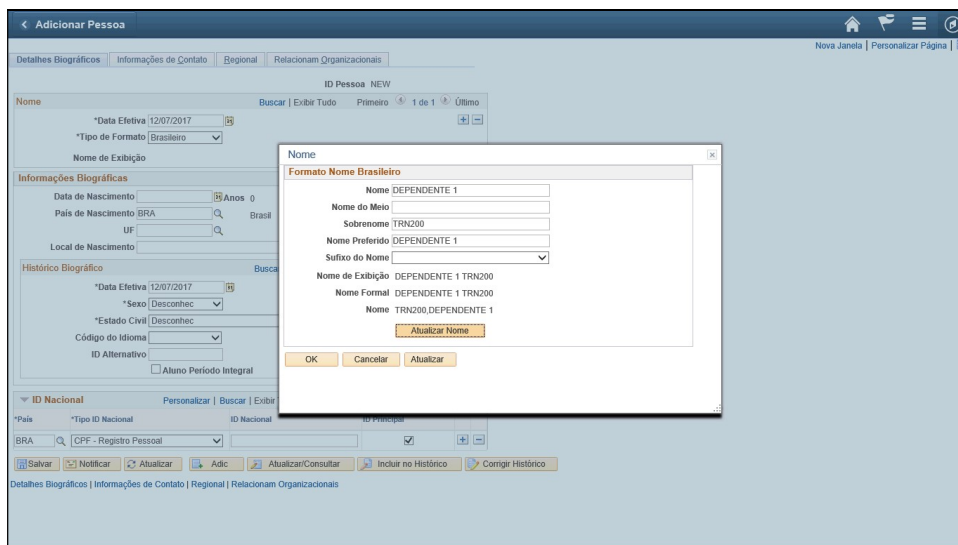 Adicionar Pessoa
Nova Janela | Personalizar Página |
Detalhes Biográficos Informações de Contato Regional Relacionam Organizacionais
ID Pessoa NEW
Nome Buscar | Exibir Tudo Primeiro 1 de 1 Último
*Data Efetiva 12/07/2017
*Tipo de Formato Brasileiro
Nome de Exibição
Informações Biográficas
Data de Nascimento Anos 0
País de Nascimento BRA Brasil
UF
Local de Nascimento
Histórico Biográfico Busca
*Data Efetiva 12/07/2017
*Sexo Desconhec
*Estado Civil Desconhec
Código do Idioma
ID Alternativo
Aluno Período Integral
Nome
Formato Nome Brasileiro
Nome DEPENDENTE 1
Nome do Meio
Sobrenome TRN200
Nome Preferido DEPENDENTE 1
Sufixo do Nome
Nome de Exibição DEPENDENTE 1 TRN200
Nome Formal DEPENDENTE 1 TRN200
Nome TRN200,DEPENDENTE 1
Atualizar Nome
OK Cancelar Atualizar
ID Nacional Personalizar | Buscar | Exibir
*País *Tipo ID Nacional ID Nacional ID Principal
BRA CPF - Registro Pessoal
Salvar Notificar Atualizar Adic Atualizar/Consultar Incluir no Histórico Corrigir Histórico
Detalhes Biográficos | Informações de Contato | Regional | Relacionam Organizacionais